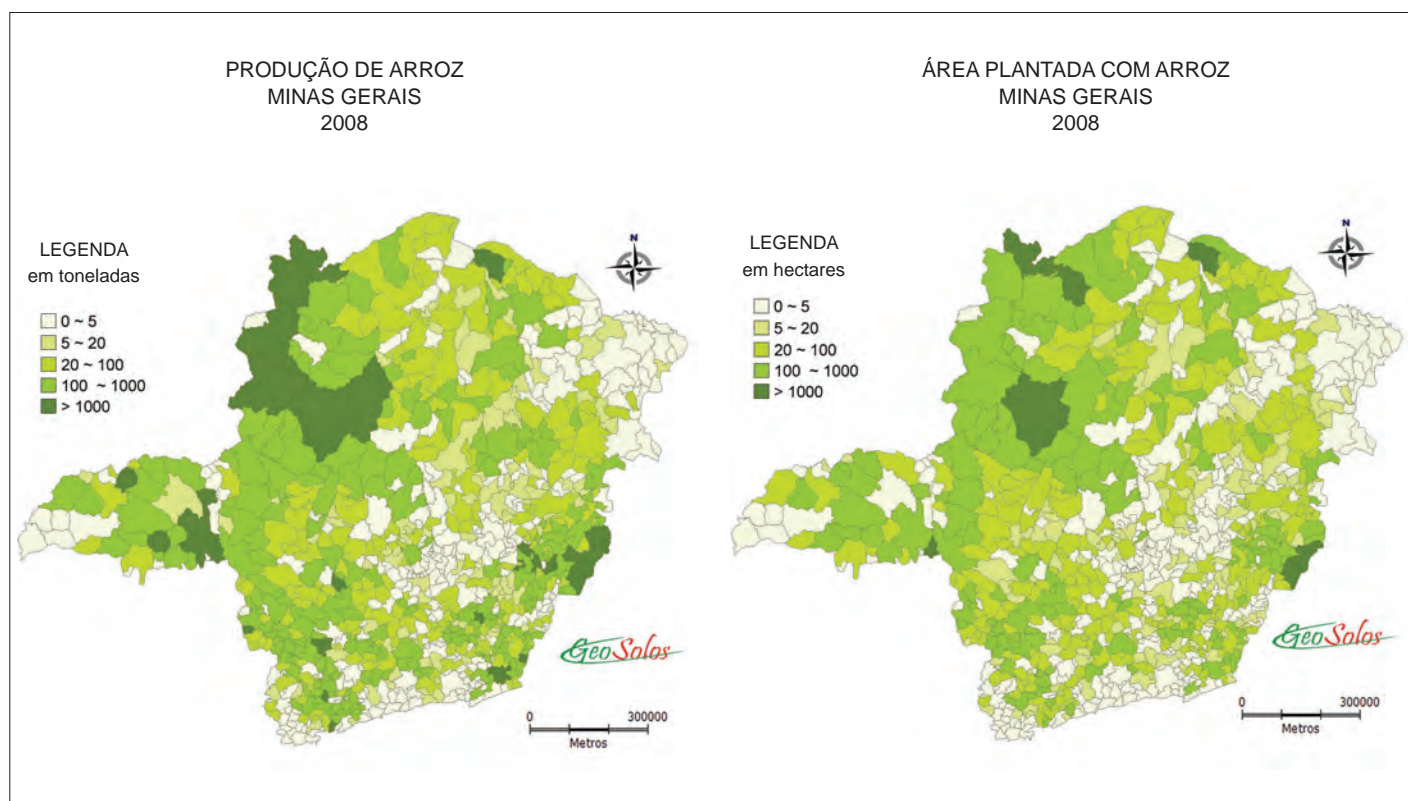 PRODUÇÃO DE ARROZ
MINAS GERAIS
2008
LEGENDA
em toneladas
0 ~ 5
5 ~ 20
20 ~ 100
100 ~ 1000
> 1000
N
GeoSolos
0 300000
Metros
ÁREA PLANTADA COM ARROZ
MINAS GERAIS
2008
LEGENDA
em hectares
0 ~ 5
5 ~ 20
20 ~ 100
100 ~ 1000
> 1000
N
GeoSolos
0 300000
Metros